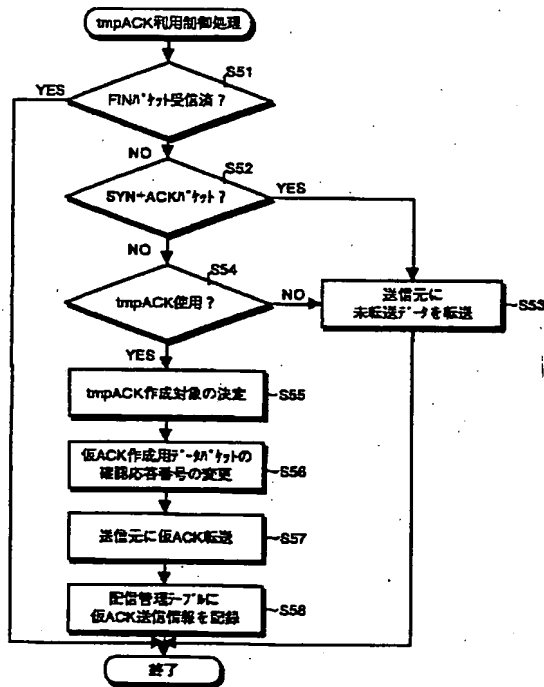 tmpACK利用制御処理
S51
YES
FINパケット受信済？
NO
S52
SYN+ACKパケット？
YES
NO
S54
tmpACK使用？
NO
送信元に
未転送データを転送
S53
YES
tmpACK作成対象の決定
S55
仮ACK作成用データパケットの
確認応答番号の変更
S56
送信元に仮ACK転送
S57
配信管理テーブルに
仮ACK送信情報を記録
S58
終了